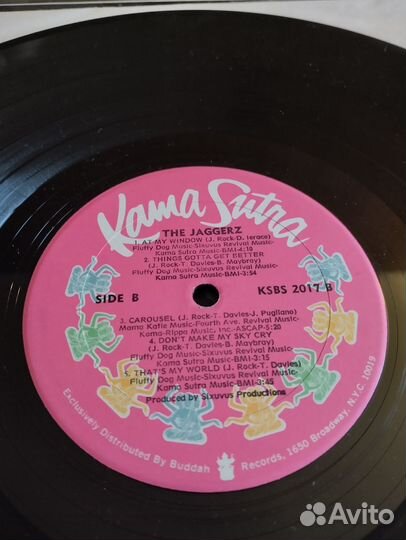 Kama Sutra
THE JAGGERZ
1. AT MY WINDOW (J. Rock-D. Ierace)
Fluffy Dog Music-Sixuvus Revival Music-
Kama Sutra Music-BMI-4:10
2. THINGS GOTTA GET BETTER
(J. Rock-T. Davies-B. Maybray)
Fluffy Dog Music-Sixuvus Revival Music-
Kama Sutra Music-BMI-3:54
SIDE B
KSBS 2017 B
3. CAROUSEL (J. Rock-T. Davies-J. Pugliano)
Mama Katie Music-Fourth Ave. Revival Music-
Kama-Rippa Music, Inc.-ASCAP-5:20
4. DON'T MAKE MY SKY CRY
(J. Rock-T. Davies-B. Maybray)
Fluffy Dog Music-Sixuvus Revival Music-
Kama Sutra Music-BMI-3:15
5. THAT'S MY WORLD (J. Rock-T. Davies)
Fluffy Dog Music-Sixuvus Revival Music-
Kama Sutra Music-BMI-3:45
Produced by Sixuvus Productions
Exclusively Distributed By Buddah Records, 1650 Broadway, N.Y.C. 10019
Avito